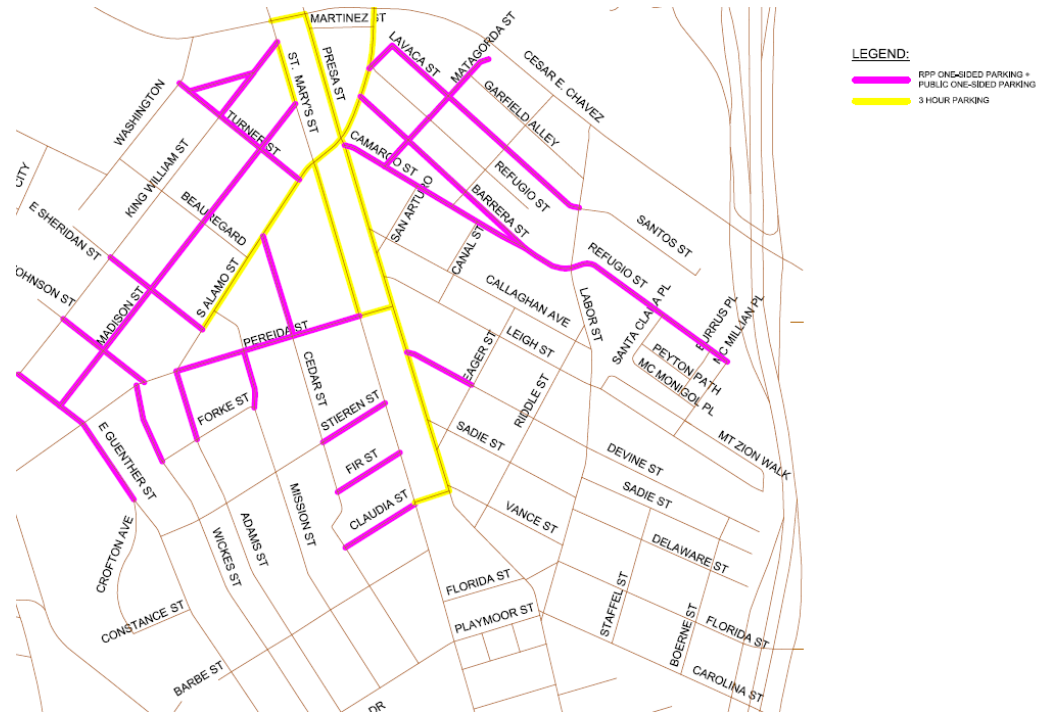 MARTINEZ ST
LAVACA ST
MATAGORDA ST
CESAR E. CHAVEZ
PRESA ST
ST. MARY'S ST
GARFIELD ALLEY
WASHINGTON
TURNER ST
CAMARGO ST
KING WILLIAM ST
REFUGIO ST
BARRERA ST
CITY
BEAUREGARD
SAN ARTURO
E SHERIDAN ST
SANTOS ST
CANAL ST
REFUGIO ST
OHNSON ST
S ALAMO ST
MADISON ST
CALLAGHAN AVE
LABOR ST
SANTA CLARA PL
BURRUS PL
MC MILLIAN PL
PEREIDA ST
LEIGH ST
EAGER ST
PEYTON PATH
MC MONIGOL PL
CEDAR ST
RIDDLE ST
FORKE ST
STIEREN ST
E GUENTHER ST
SADIE ST
MT ZION WALK
FIR ST
DEVINE ST
SADIE ST
MISSION ST
CLAUDIA ST
VANCE ST
ADAMS ST
WICKES ST
CROFTON AVE
DELAWARE ST
FLORIDA ST
STAFFEL ST
CONSTANCE ST
PLAYMOOR ST
BOERNE ST
FLORIDA ST
BARBE ST
CAROLINA ST
DR
LEGEND:
RPP ONE-SIDED PARKING +
PUBLIC ONE-SIDED PARKING
3 HOUR PARKING